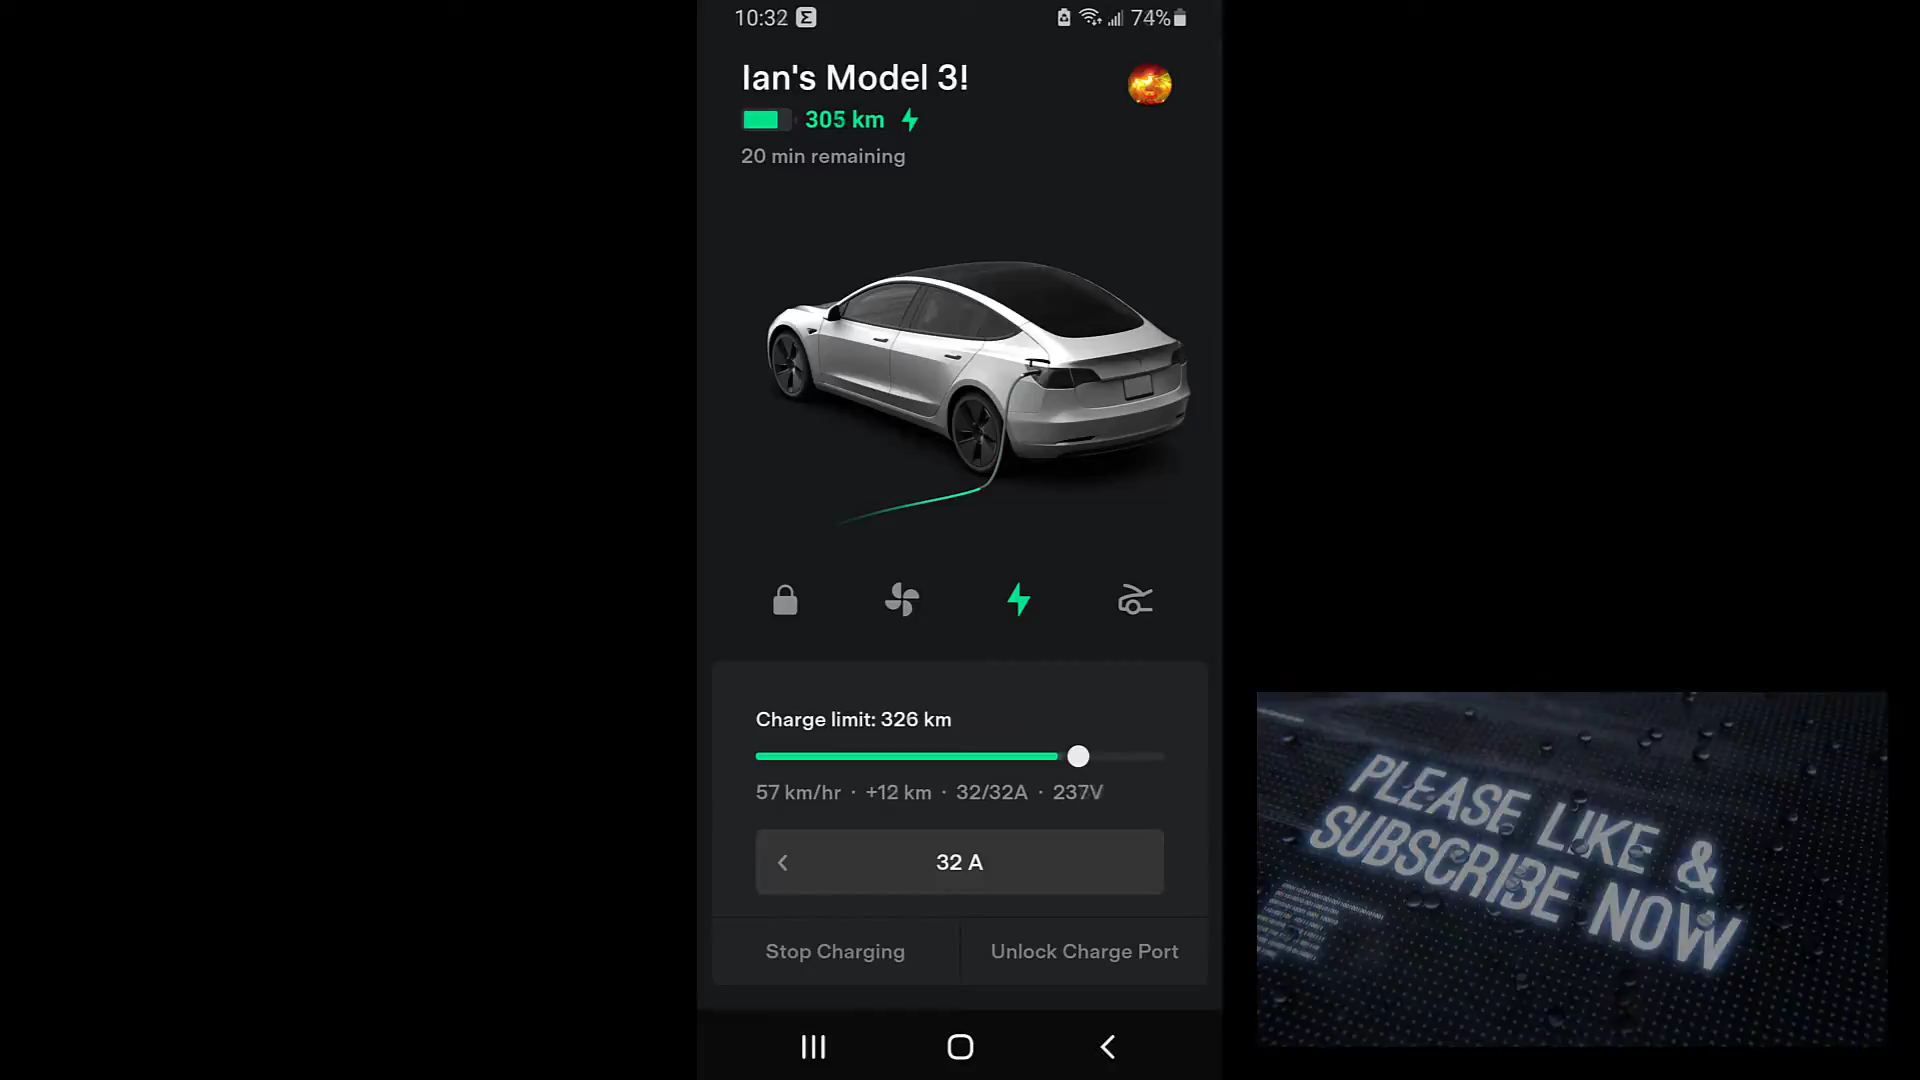 10:32
74%
Ian's Model 3!
305 km
20 min remaining
Charge limit: 326 km
57 km/hr · +12 km · 32/32A · 237V
32 A
Stop Charging
Unlock Charge Port
PLEASE LIKE &
SUBSCRIBE NOW